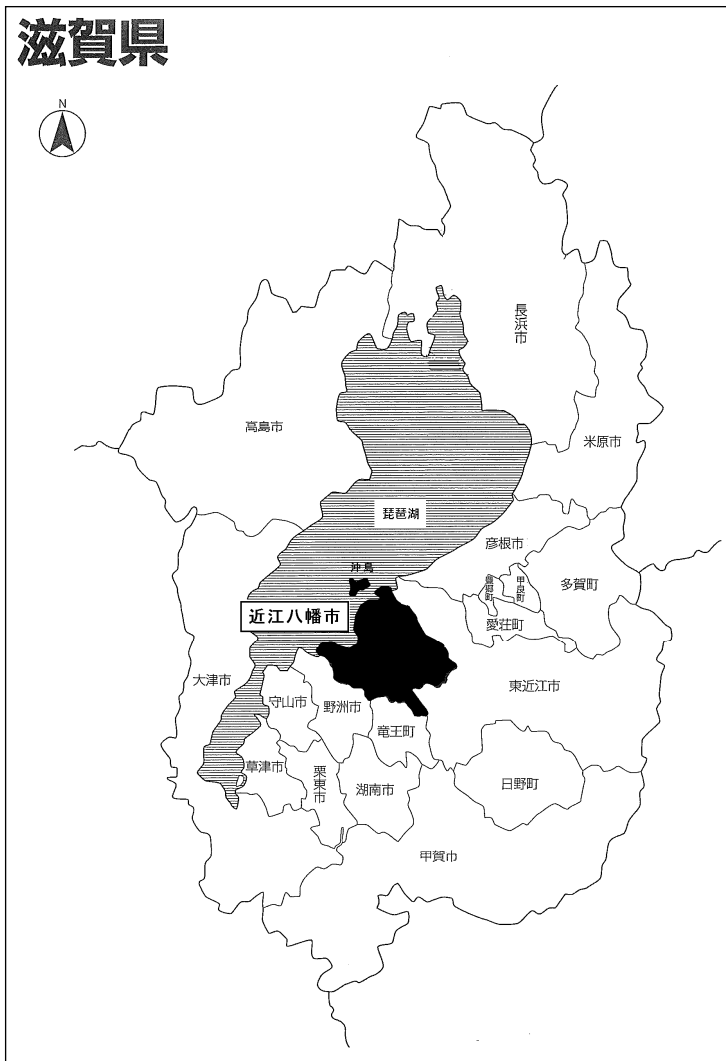 滋賀県
N
長浜市
高島市
米原市
琵琶湖
彦根市
沖島
多賀町
豊郷町
甲良町
愛荘町
近江八幡市
大津市
東近江市
守山市
野洲市
竜王町
草津市
栗東市
湖南市
日野町
甲賀市